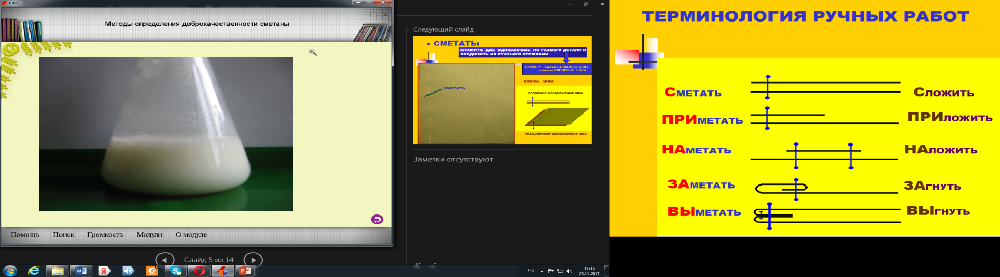 OMS
Методы определения доброкачественности сметаны
Помощь Поиск Громкость Модули О модуле
Слайд 5 из 14
Следующий слайд
СМЕТАТЬ:
СЛОЖИТЬ ДВЕ ОДИНАКОВЫЕ ПО РАЗМЕРУ ДЕТАЛИ И
СОЕДИНИТЬ ИХ РУЧНЫМИ СТЕЖКАМИ
ПРИМЕР: сметать БОКОВЫЕ ШВЫ
сметать ПЛЕЧЕВЫЕ ШВЫ
СМЕТАТЬ
СХЕМА ШВА
УСЛОВНОЕ ИЗОБРАЖЕНИЕ ШВА
ГРАФИЧЕСКОЕ ИЗОБРАЖЕНИЕ ШВА
Заметки отсутствуют.
RU
11:14
23.11.2017
ТЕРМИНОЛОГИЯ РУЧНЫХ РАБОТ
СМЕТАТЬ СЛОЖИТЬ
ПРИМЕТАТЬ ПРИЛОЖИТЬ
НАМЕТАТЬ НАЛОЖИТЬ
ЗАМЕТАТЬ ЗАГНУТЬ
ВЫМЕТАТЬ ВЫГНУТЬ